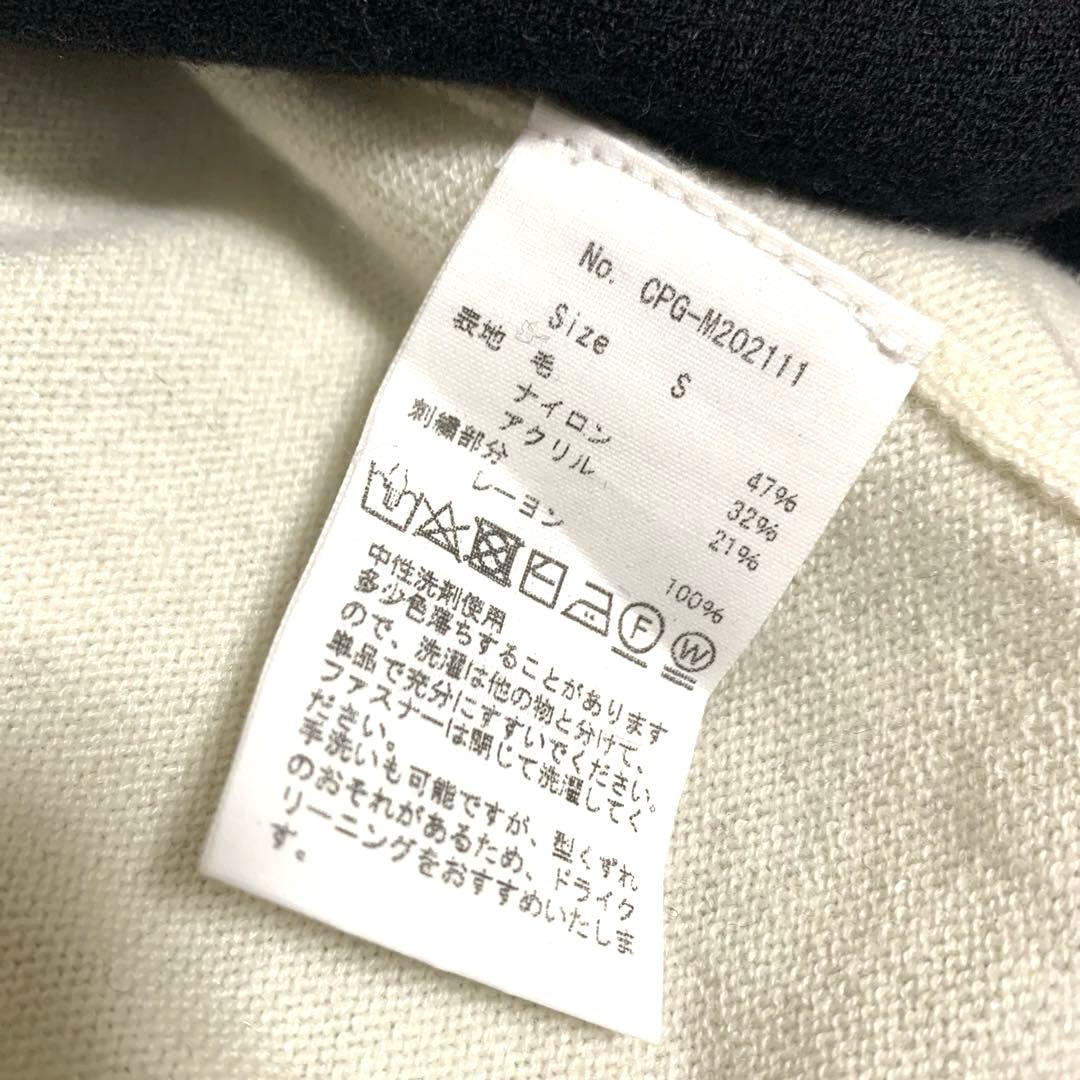 No. CPG-M202111
Size S
表地 毛 47%
ナイロン 32%
アクリル 21%
刺繍部分
レーヨン 100%
F W
中性洗剤使用
多少色落ちすることがあります
ので、洗濯は他の物と分けて、
単品で充分にすすいでください。
ファスナーは閉じて洗濯してく
ださい。
手洗いも可能ですが、型くずれ
のおそれがあるため、ドライク
リーニングをおすすめいたしま
す。